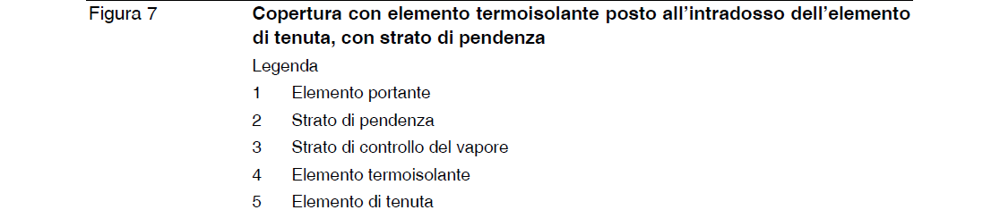 Figura 7 Copertura con elemento termoisolante posto all'intradosso dell'elemento
di tenuta, con strato di pendenza
Legenda
1 Elemento portante
2 Strato di pendenza
3 Strato di controllo del vapore
4 Elemento termoisolante
5 Elemento di tenuta